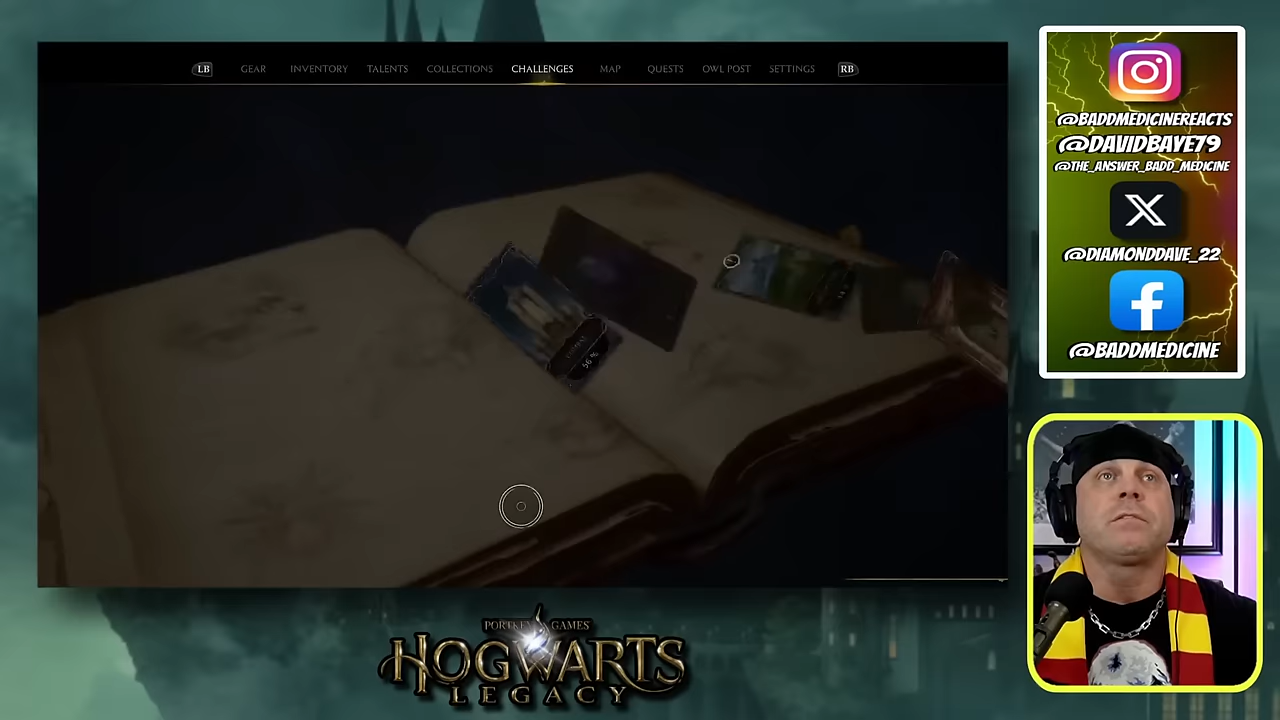 LB GEAR INVENTORY TALENTS COLLECTIONS CHALLENGES MAP QUESTS OWL POST SETTINGS RB
56 %
@BADDMEDICINEREACTS
@DAVIDBAYE79
@THE_ANSWER_BADD_MEDICINE
@DIAMONDDAVE_22
@BADDMEDICINE
PORTKEY GAMES
HOGWARTS
LEGACY